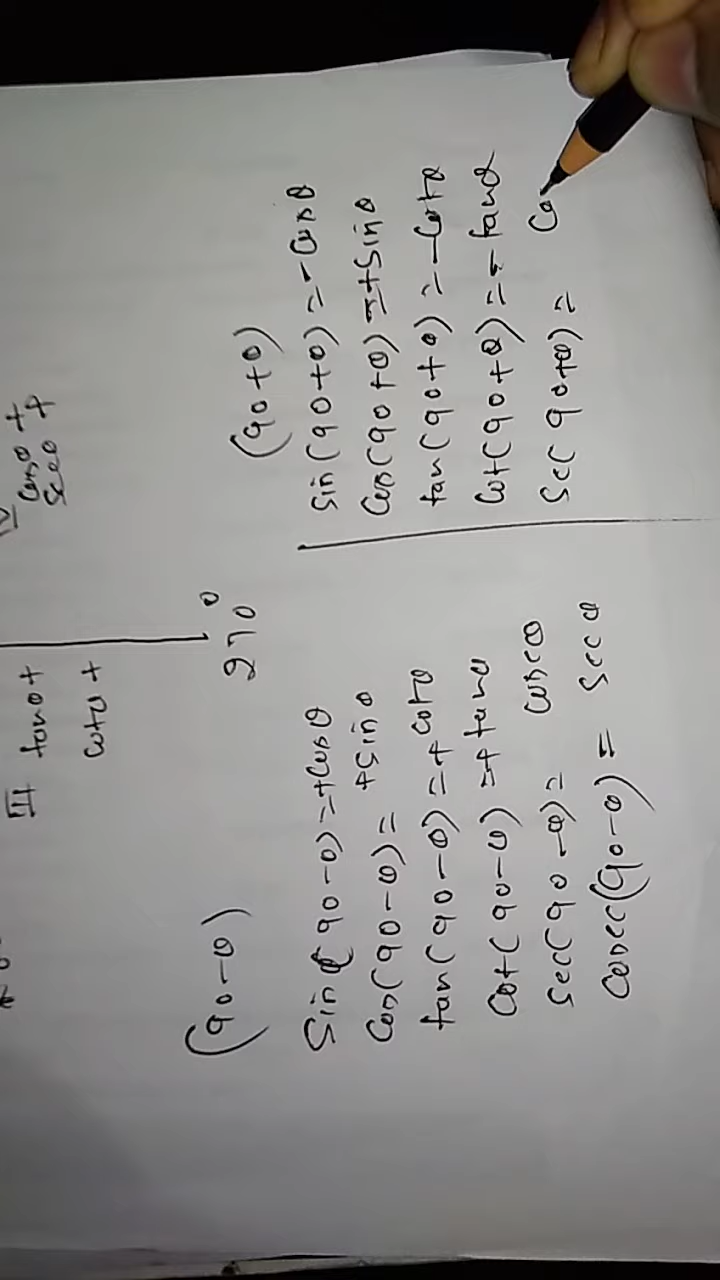 III tanθ +
cotθ +
IV cosθ +
secθ +
270°
(90-θ)
Sin(90-θ)=+cosθ
Cos(90-θ)= +sinθ
tan(90-θ)=+cotθ
Cot(90-θ)=+tanθ
Sec(90-θ)= cosecθ
Cosec(90-θ)= Secθ
(90+θ)
Sin(90+θ)=-cosθ
Cos(90+θ)=+Sinθ
tan(90+θ)=-Cotθ
Cot(90+θ)=-tanθ
Sec(90+θ)= Co